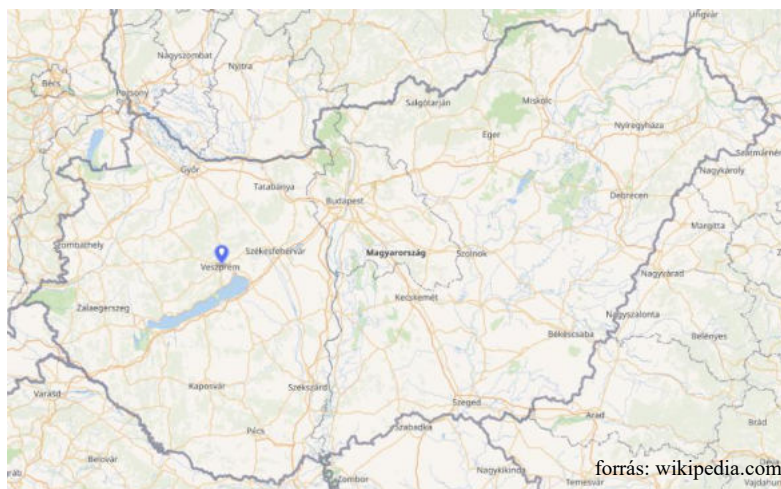 Ungvár
Nagyszombat
Nyitra
Bécs
Pozsony
Salgótarján
Miskolc
Nyíregyháza
Eger
Szatmárné
Győr
Nagykároly
Tatabánya
Budapest
Debrecen
Margitta
Szombathely
Székesfehérvár
Magyarország
Szolnok
Veszprém
Nagyvárad
Zalaegerszeg
Kecskemét
Nagyszalonta
Békéscsaba
Belényes
Kaposvár
Szekszárd
Varasd
Szeged
Arad
Pécs
Szabadka
Brád
Belovár
forrás: wikipedia.com
Zombor
Nagykikinda
Temesvár
Vajdahuny